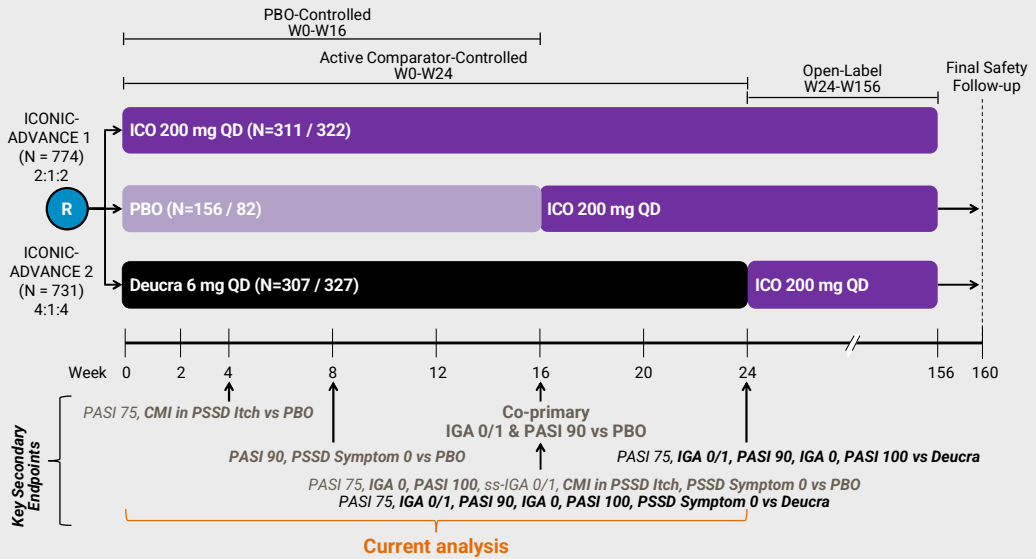 PBO-Controlled
W0-W16
Active Comparator-Controlled
W0-W24
Open-Label
W24-W156
Final Safety
Follow-up
ICONIC-
ADVANCE 1
(N = 774)
2:1:2
R
ICONIC-
ADVANCE 2
(N = 731)
4:1:4
ICO 200 mg QD (N=311 / 322)
PBO (N=156 / 82)
ICO 200 mg QD
Deucra 6 mg QD (N=307 / 327)
ICO 200 mg QD
Week 0 2 4 8 12 16 20 24 156 160
Key Secondary
Endpoints
PASI 75, CMI in PSSD Itch vs PBO
Co-primary
IGA 0/1 & PASI 90 vs PBO
PASI 90, PSSD Symptom 0 vs PBO
PASI 75, IGA 0/1, PASI 90, IGA 0, PASI 100 vs Deucra
PASI 75, IGA 0, PASI 100, ss-IGA 0/1, CMI in PSSD Itch, PSSD Symptom 0 vs PBO
PASI 75, IGA 0/1, PASI 90, IGA 0, PASI 100, PSSD Symptom 0 vs Deucra
Current analysis